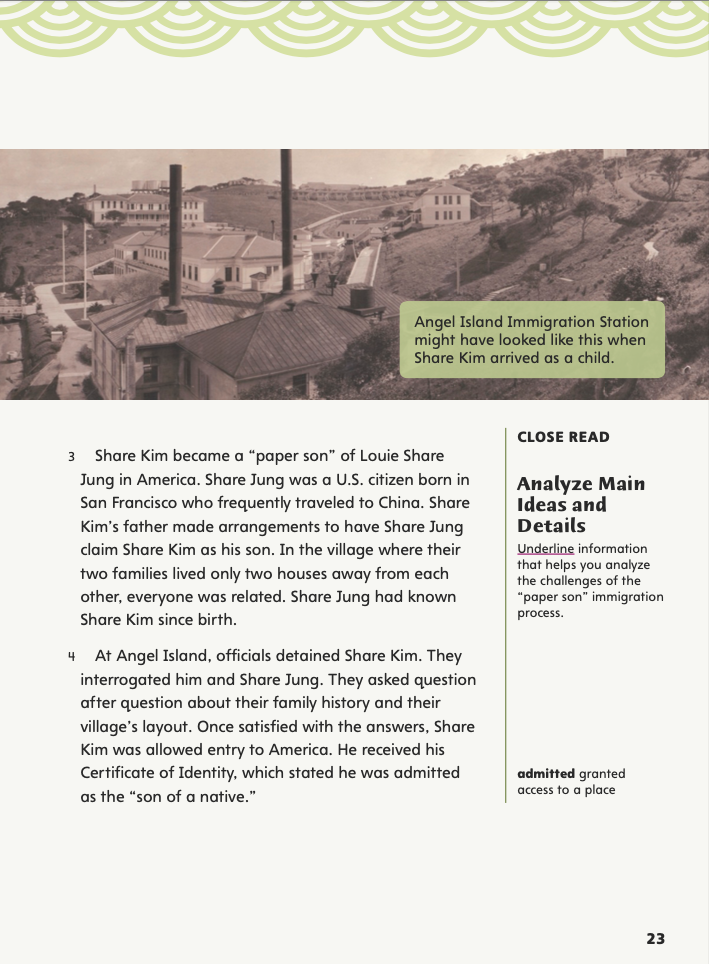 Angel Island Immigration Station
might have looked like this when
Share Kim arrived as a child.
3 Share Kim became a “paper son” of Louie Share
Jung in America. Share Jung was a U.S. citizen born in
San Francisco who frequently traveled to China. Share
Kim’s father made arrangements to have Share Jung
claim Share Kim as his son. In the village where their
two families lived only two houses away from each
other, everyone was related. Share Jung had known
Share Kim since birth.
4 At Angel Island, officials detained Share Kim. They
interrogated him and Share Jung. They asked question
after question about their family history and their
village’s layout. Once satisfied with the answers, Share
Kim was allowed entry to America. He received his
Certificate of Identity, which stated he was admitted
as the “son of a native.”
CLOSE READ
Analyze Main
Ideas and
Details
Underline information
that helps you analyze
the challenges of the
“paper son” immigration
process.
admitted granted
access to a place
23